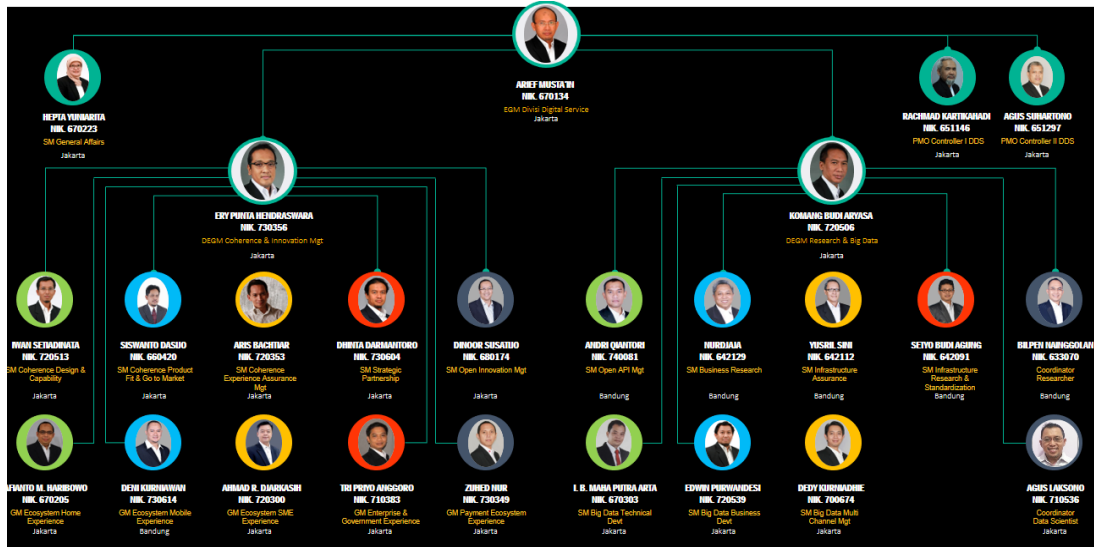 ARIEF MUSTA'IN
NIK. 670134
EGM Divisi Digital Service
Jakarta
HEPTA YUNIARITA
NIK. 670223
SM General Affairs
Jakarta
RACHMAD KARTIKAHADI
NIK. 651146
PMO Controller I DDS
Jakarta
AGUS SUHARTONO
NIK. 651297
PMO Controller II DDS
Jakarta
ERY PUNTA HENDRASWARA
NIK. 730356
DEGM Coherence & Innovation Mgt
Jakarta
KOMANG BUDI ARYASA
NIK. 720506
DEGM Research & Big Data
Jakarta
IWAN SETIADINATA
NIK. 720513
SM Coherence Design &
Capability
Jakarta
SISWANTO DASIJO
NIK. 660420
SM Coherence Product
Fit & Go to Market
Jakarta
ARIS BACHTIAR
NIK. 720353
SM Coherence
Experience Assurance
Mgt
Jakarta
DHINTA DARMANTORO
NIK. 730604
SM Strategic
Partnership
Jakarta
DINOOR SUSATIJO
NIK. 680174
SM Open Innovation Mgt
Jakarta
ANDRI QIANTORI
NIK. 740081
SM Open API Mgt
Bandung
NURDJAJA
NIK. 642129
SM Business Research
Bandung
YUSRIL SINI
NIK. 642112
SM Infrastructure
Assurance
Bandung
SETYO BUDI AGUNG
NIK. 642091
SM Infrastructure
Research &
Standardization
Bandung
BILPEN NAINGGOLAN
NIK. 633070
Coordinator
Researcher
Bandung
AFIANTO M. HARIBOWO
NIK. 670205
GM Ecosystem Home
Experience
Jakarta
DENI KURNIAWAN
NIK. 730614
GM Ecosystem Mobile
Experience
Bandung
AHMAD R. DJARKASIH
NIK. 720300
GM Ecosystem SME
Experience
Jakarta
TRI PRIYO ANGGORO
NIK. 710383
GM Enterprise &
Government Experience
Jakarta
ZUHED NUR
NIK. 730349
GM Payment Ecosystem
Experience
Jakarta
I. B. MAHA PUTRA ARTA
NIK. 670303
SM Big Data Technical
Devt
Jakarta
EDWIN PURWANDESI
NIK. 720539
SM Big Data Business
Devt
Jakarta
DEDY KURNIADHIE
NIK. 700674
SM Big Data Multi
Channel Mgt
Jakarta
AGUS LAKSONO
NIK. 710536
Coordinator
Data Scientist
Jakarta